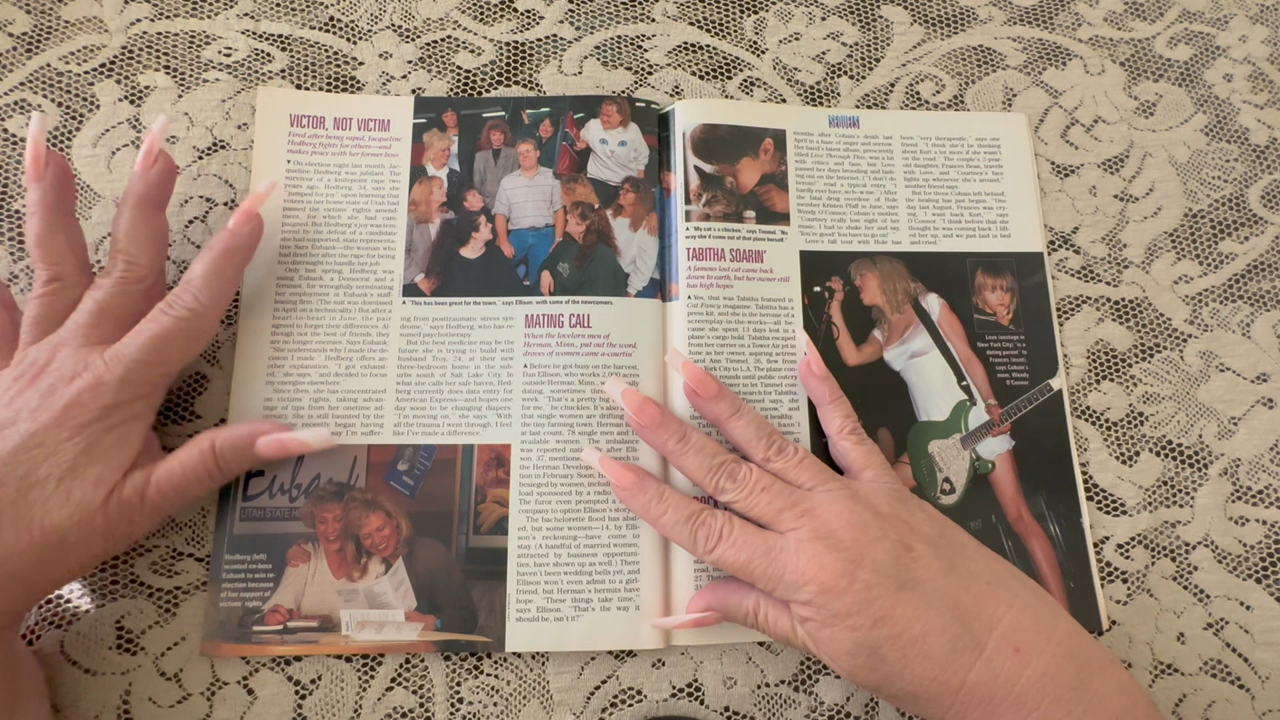 VICTOR, NOT VICTIM
Fired after being raped, Jacqueline
Hedberg fights for others—and
makes peace with her former boss
▼ On election night last month, Jac-
queline Hedberg was jubilant. The
survivor of a knifepoint rape two
years ago, Hedberg, 34, says she
"jumped for joy" upon learning that
voters in her home state of Utah had
passed the victims' rights amend-
ment, for which she had cam-
paigned. But Hedberg's joy was tem-
pered by the defeat of a candidate
she had supported, state representa-
tive Sara Eubank—the woman who
had fired her after the rape for being
too distraught to handle her job.
Only last spring, Hedberg was
suing Eubank, a Democrat and a
feminist, for wrongfully terminating
her employment at Eubank's staff-
leasing firm. (The suit was dismissed
in April on a technicality.) But after a
heart-to-heart in June, the pair
agreed to forget their differences. Al-
though not the best of friends, they
are no longer enemies. Says Eubank:
"She understands why I made the de-
cision I made." Hedberg offers an-
other explanation: "I got exhaust-
ed," she says, "and decided to focus
my energies elsewhere."
Since then, she has concentrated
on victims' rights, taking advan-
tage of tips from her onetime ad-
versary. She is still haunted by the
recently began having
say I'm suffer-
ing from posttraumatic stress syn-
drome," says Hedberg, who has re-
sumed psychotherapy.
But the best medicine may be the
future she is trying to build with
husband Troy, 24, at their new
three-bedroom home in the sub-
urbs south of Salt Lake City. In
what she calls her safe haven, Hed-
berg currently does data entry for
American Express—and hopes one
day soon to be changing diapers.
"I'm moving on," she says. "With
all the trauma I went through, I feel
like I've made a difference."
Eubank
UTAH STATE HO
Hedberg (left)
wanted ex-boss
Eubank to win re-
election because
of her support of
victims' rights.
▲ "This has been great for the town," says Ellison, with some of the newcomers.
MATING CALL
When the lovelorn men of
Herman, Minn., put out the word,
droves of women came a-courtin'
▲ Before he got busy on the harvest,
Dan Ellison, who works 2,000 acres
outside Herman, Minn.,
dating, sometimes
week. "That's a pretty big
for me," he chuckles. It's also
that single women are drifting
the tiny farming town. Herman
at last count, 78 single men and
available women. The imbalance
was reported after Elli-
son, 37, mentioned speech to
the Herman Develop
tion in February. Soon, H
besieged by women, includ
load sponsored by a radio
The furor even prompted a
company to option Ellison's story.
The bachelorette flood has abat-
ed, but some women—14, by Elli-
son's reckoning—have come to
stay. (A handful of married women,
attracted by business opportuni-
ties, have shown up as well.) There
haven't been wedding bells yet, and
Ellison won't even admit to a girl-
friend, but Herman's hermits have
hope. "These things take time,"
says Ellison. "That's the way it
should be, isn't it?"
▲ "My cat's a chicken," says Timmel. "No
way she'd come out of that plane herself."
TABITHA SOARIN'
A famous lost cat came back
down to earth, but her owner still
has high hopes
▲ Yes, that was Tabitha featured in
Cat Fancy magazine. Tabitha has a
press kit, and she is the heroine of a
screenplay-in-the-works—all be-
cause she spent 13 days lost in a
plane's cargo hold. Tabitha escaped
from her carrier on a Tower Air jet in
June as her owner, aspiring actress
Carol Ann Timmel, 26, flew from
York City to L.A. The plane con-
rounds until public outcry
ower to let Timmel con-
search for Tabitha.
Timmel says, she
meow," and
healthy.
hasn't
27.
31
months after Cobain's death last
April in a haze of anger and sorrow.
Her band's latest album, presciently
titled Live Through This, was a hit
with critics and fans, but Love
passed her days brooding and lash-
ing out on the Internet. ("I don't do
heroin!" read a typical entry. "I
hardly ever have, so b–w me.") After
the fatal drug overdose of Hole
member Kristen Pfaff in June, says
Wendy O'Connor, Cobain's mother,
"Courtney really lost sight of her
music. I had to shake her and say,
'You're good! You have to go out!'"
Love's fall tour with Hole has
been "very therapeutic," says one
friend. "I think she'd be thinking
about Kurt a lot more if she wasn't
on the road." The couple's 2-year-
old daughter, Frances Bean, travels
with Love, and "Courtney's face
lights up whenever she's around,"
another friend says.
But for those Cobain left behind,
the healing has just begun. "One
day last August, Frances was cry-
ing, 'I want back Kurt,'" says
O'Connor. "I think before that she
thought he was coming back. I lift-
ed her up, and we just laid in bed
and cried."
Love (onstage in
New York City) "is a
doting parent" to
Frances (inset),
says Cobain's
mom, Wendy
O'Connor